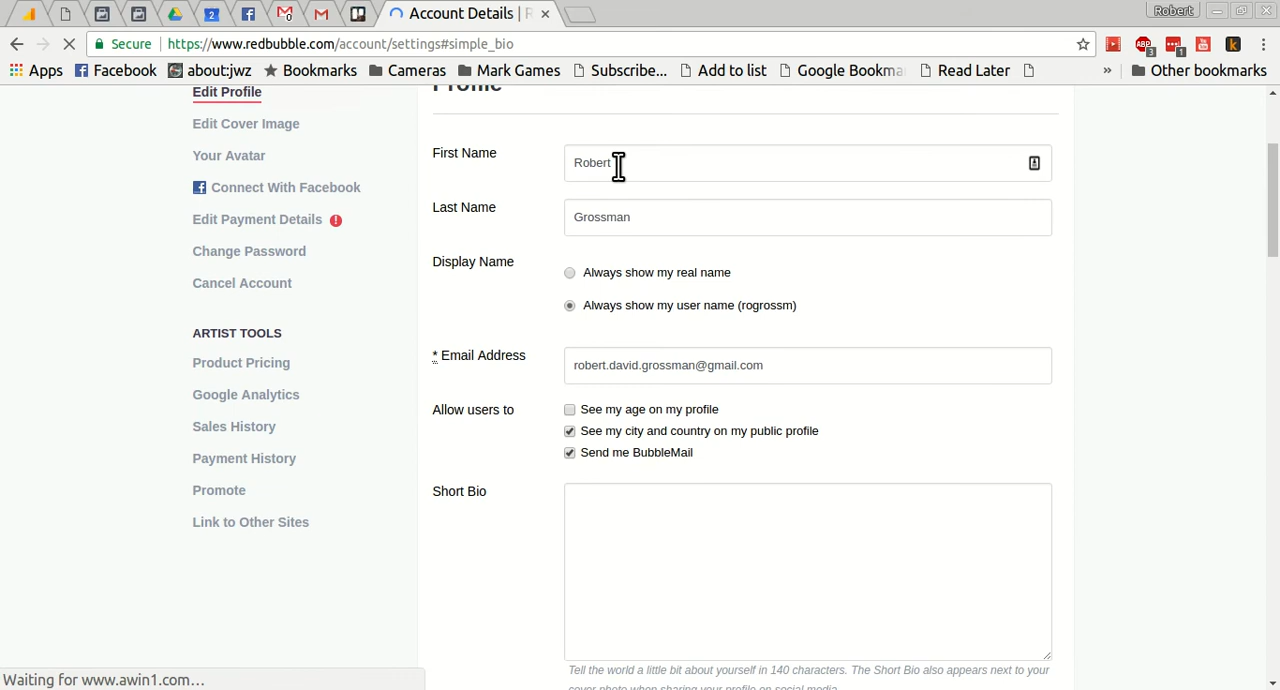 Account Details | R
Robert
Secure
https://www.redbubble.com/account/settings#simple_bio
Apps
Facebook
about:jwz
Bookmarks
Cameras
Mark Games
Subscribe...
Add to list
Google Bookma
Read Later
»
Other bookmarks
Edit Profile
Edit Cover Image
Your Avatar
Connect With Facebook
Edit Payment Details
Change Password
Cancel Account
ARTIST TOOLS
Product Pricing
Google Analytics
Sales History
Payment History
Promote
Link to Other Sites
Profile
First Name
Robert
Last Name
Grossman
Display Name
Always show my real name
Always show my user name (rogrossm)
* Email Address
robert.david.grossman@gmail.com
Allow users to
See my age on my profile
See my city and country on my public profile
Send me BubbleMail
Short Bio
Tell the world a little bit about yourself in 140 characters. The Short Bio also appears next to your
cover photo when sharing your profile on social media.
Waiting for www.awin1.com...